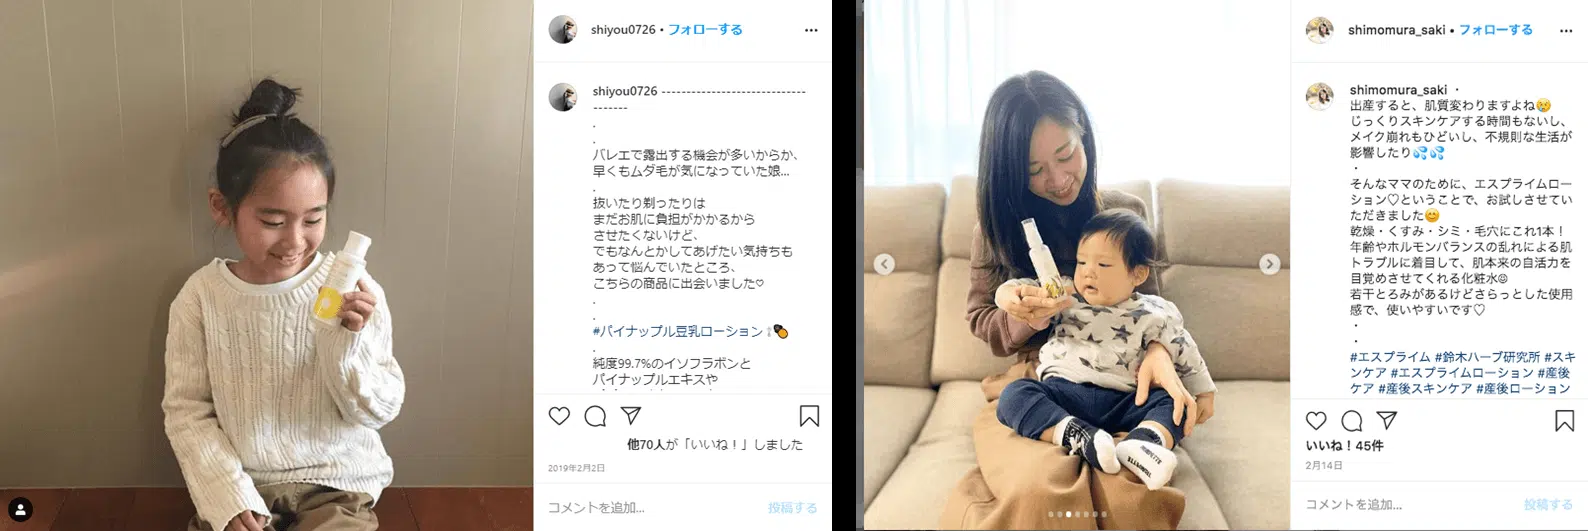 shiyou0726 • フォローする
shiyou0726 ----------------------------------
-----
.
.
バレエで露出する機会が多いからか、
早くもムダ毛が気になっていた娘...
.
抜いたり剃ったりは
まだお肌に負担がかかるから
させたくないけど、
でもなんとかしてあげたい気持ちも
あって悩んでいたところ、
こちらの商品に出会いました♡
.
.
#パイナップル豆乳ローション🍍
.
純度99.7%のイソフラボンと
パイナップルエキスや
他70人が「いいね！」しました
2019年2月2日
コメントを追加...
投稿する
shimomura_saki • フォローする
shimomura_saki ・
出産すると、肌質変わりますよね😢
じっくりスキンケアする時間もないし、
メイク崩れもひどいし、不規則な生活が
影響したり💦💦
・
そんなママのために、エスプライムロー
ション♡ということで、お試しさせてい
ただきました😊
乾燥・くすみ・シミ・毛穴にこれ1本！
年齢やホルモンバランスの乱れによる肌
トラブルに着目して、肌本来の自活力を
目覚めさせてくれる化粧水☺
若干とろみがあるけどさらっとした使用
感で、使いやすいです♡
・
・
#エスプライム #鈴木ハーブ研究所 #スキ
ンケア #エスプライムローション #産後
ケア #産後スキンケア #産後ローション
いいね！45件
2月14日
コメントを追加...
投稿する